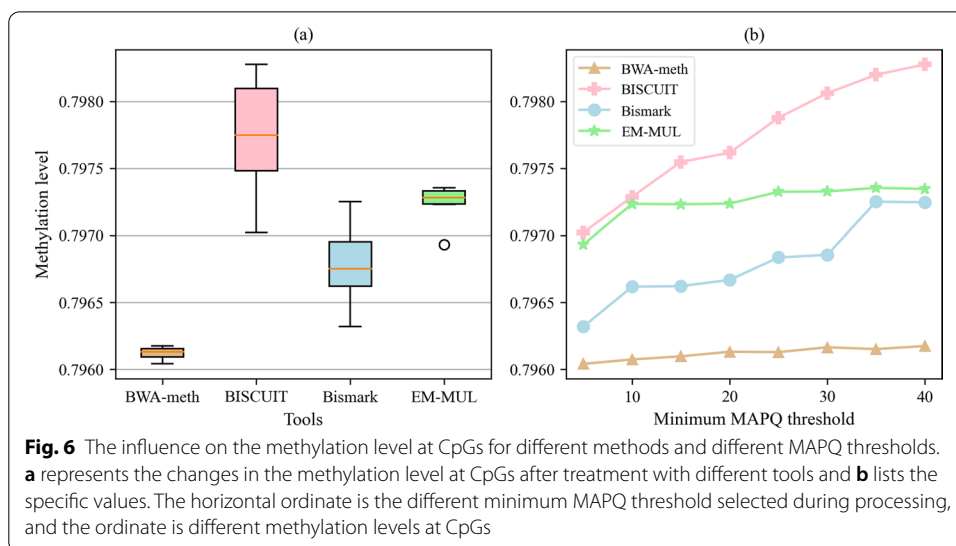 (a)
(b)
Methylation level
0.7980
0.7975
0.7970
0.7965
0.7960
BWA-meth BISCUIT Bismark EM-MUL
Tools
BWA-meth
BISCUIT
Bismark
EM-MUL
0.7980
0.7975
0.7970
0.7965
0.7960
10 20 30 40
Minimum MAPQ threshold
Fig. 6 The influence on the methylation level at CpGs for different methods and different MAPQ thresholds.
a represents the changes in the methylation level at CpGs after treatment with different tools and b lists the
specific values. The horizontal ordinate is the different minimum MAPQ threshold selected during processing,
and the ordinate is different methylation levels at CpGs